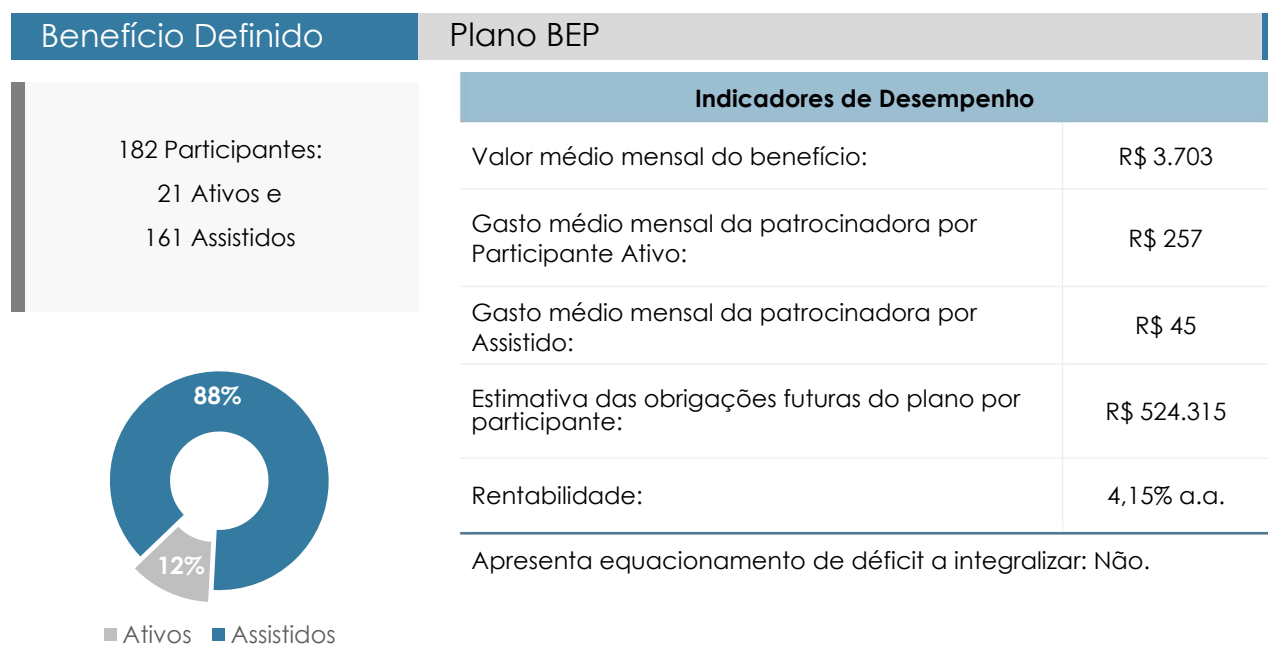 Benefício Definido
Plano BEP
182 Participantes:
21 Ativos e
161 Assistidos
88%
12%
Ativos
Assistidos
Indicadores de Desempenho
Valor médio mensal do benefício:
R$ 3.703
Gasto médio mensal da patrocinadora por
Participante Ativo:
R$ 257
Gasto médio mensal da patrocinadora por
Assistido:
R$ 45
Estimativa das obrigações futuras do plano por
participante:
R$ 524.315
Rentabilidade:
4,15% a.a.
Apresenta equacionamento de déficit a integralizar: Não.